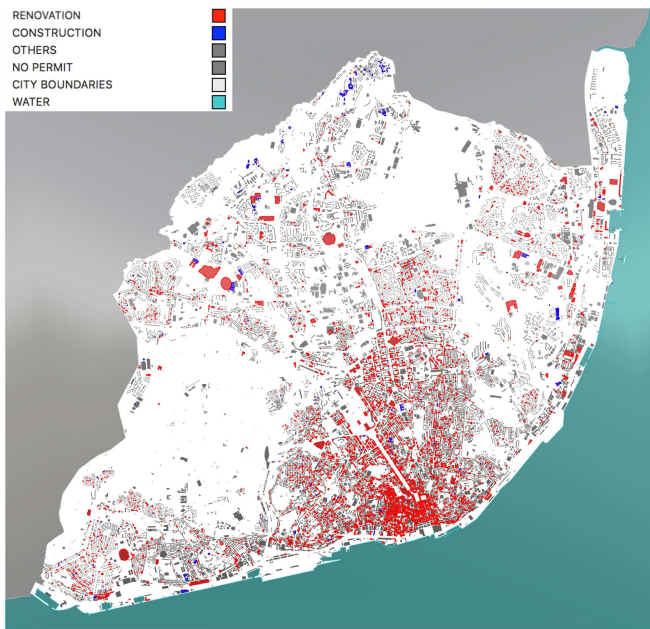 RENOVATION
CONSTRUCTION
OTHERS
NO PERMIT
CITY BOUNDARIES
WATER